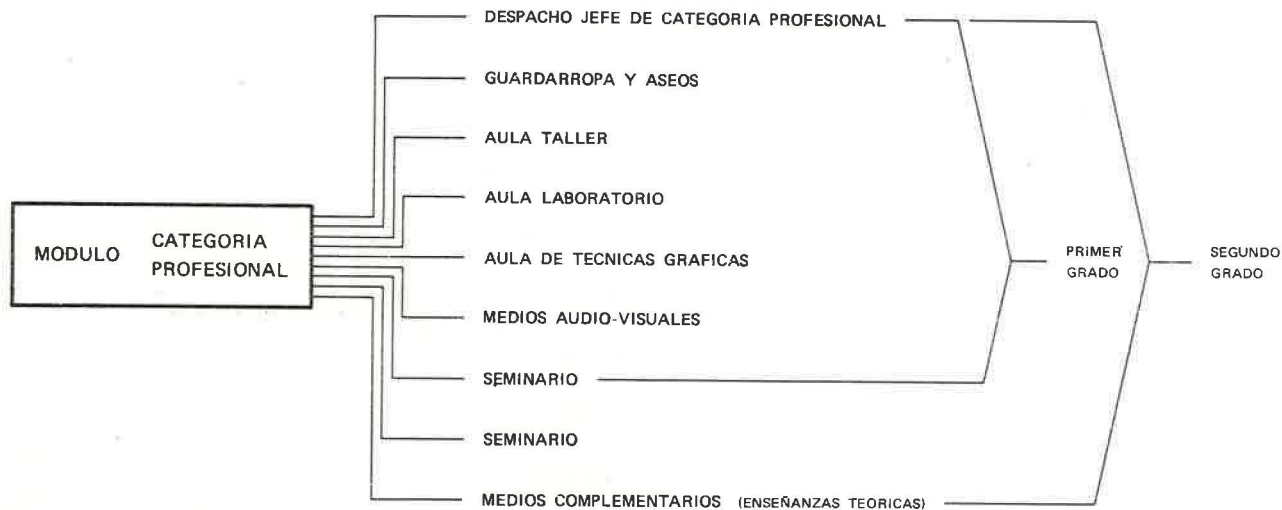 DESPACHO JEFE DE CATEGORIA PROFESIONAL
GUARDARROPA Y ASEOS
AULA TALLER
AULA LABORATORIO
MODULO
CATEGORIA
PROFESIONAL
AULA DE TECNICAS GRAFICAS
PRIMER
GRADO
SEGUNDO
GRADO
MEDIOS AUDIO-VISUALES
SEMINARIO
SEMINARIO
MEDIOS COMPLEMENTARIOS (ENSEÑANZAS TEORICAS)